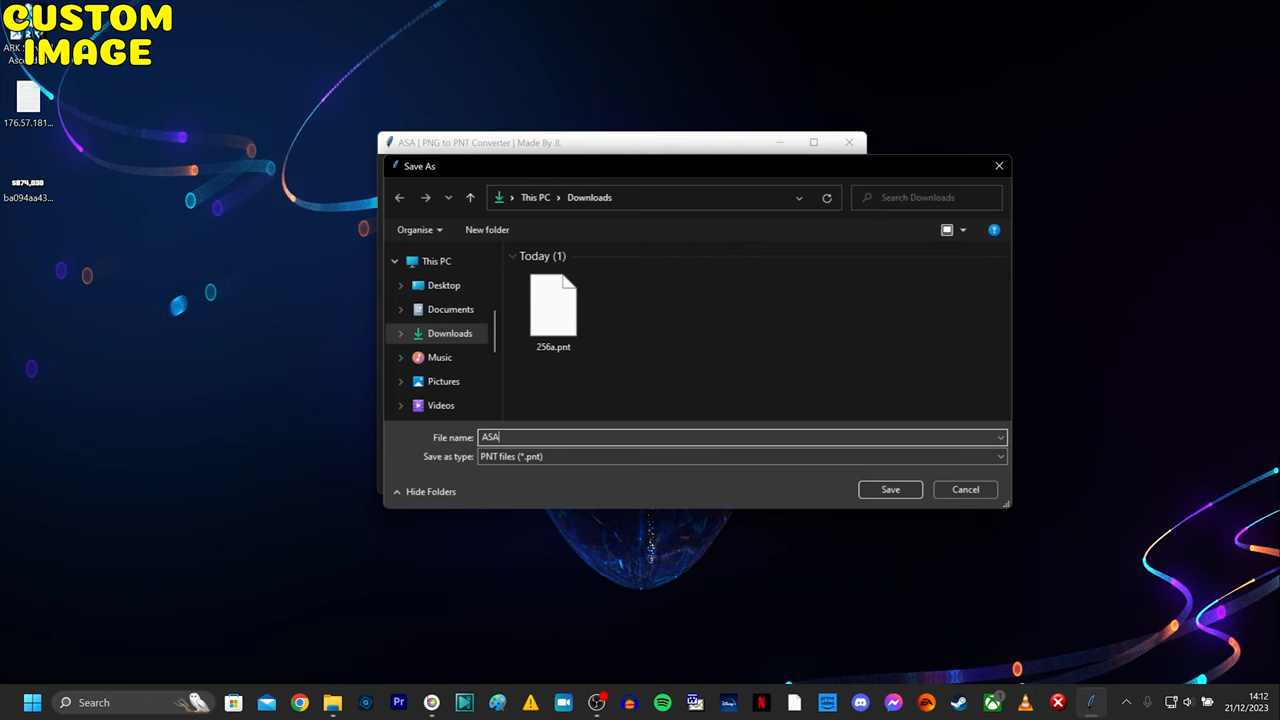 CUSTOM
IMAGE
176.57.181...
$874,030
ba094aa43...
ASA | PNG to PNT Converter | Made By JL
Save As
This PC > Downloads
Search Downloads
Organise
New folder
This PC
Desktop
Documents
Downloads
Music
Pictures
Videos
Today (1)
256a.pnt
File name:
ASA
Save as type:
PNT files (*.pnt)
Hide Folders
Save
Cancel
Search
14:12
21/12/2023